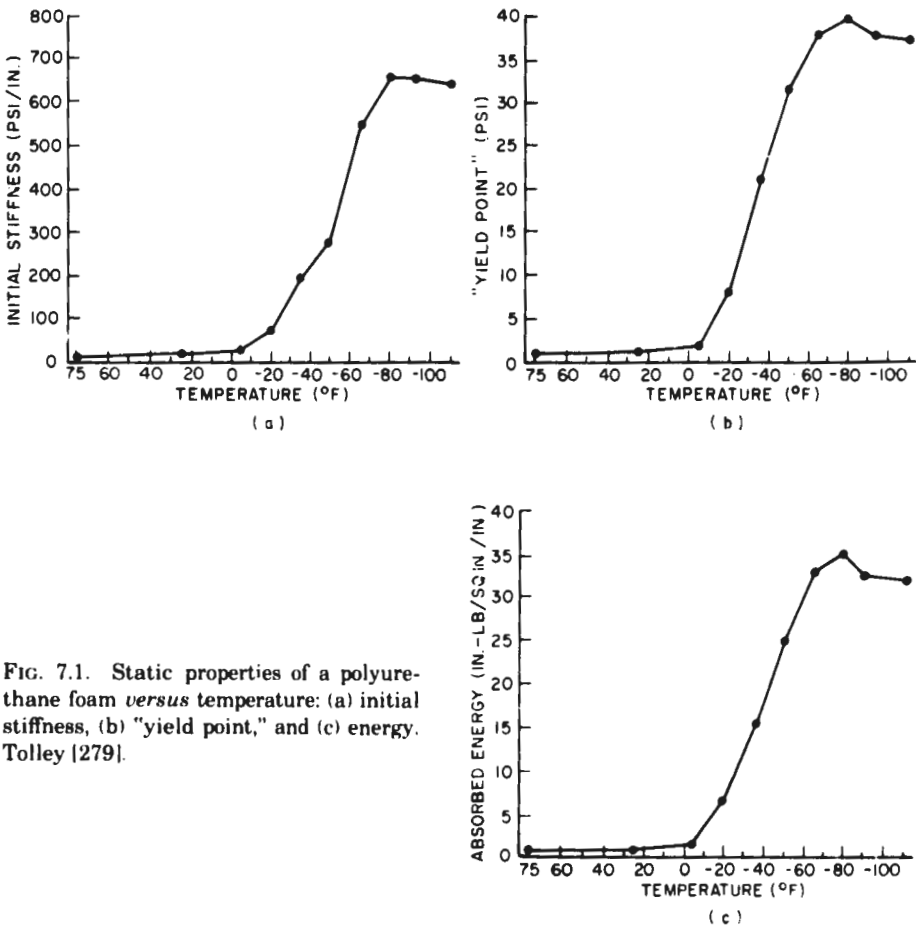 INITIAL STIFFNESS (PSI/IN.)
800
700
600
500
400
300
200
100
0
75 60 40 20 0 -20 -40 -60 -80 -100
TEMPERATURE (°F)
(a)
"YIELD POINT" (PSI)
40
35
30
25
20
15
10
5
0
75 60 40 20 0 -20 -40 -60 -80 -100
TEMPERATURE (°F)
(b)
ABSORBED ENERGY (IN.-LB/SQIN/IN)
40
35
30
25
20
15
10
5
0
75 60 40 20 0 -20 -40 -60 -80 -100
TEMPERATURE (°F)
(c)
FIG. 7.1. Static properties of a polyure-
thane foam versus temperature: (a) initial
stiffness, (b) "yield point," and (c) energy.
Tolley [279].